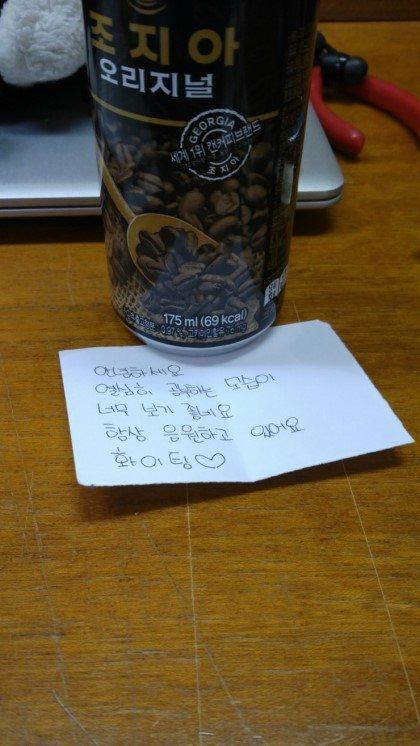 조지아
오리지널
GEORGIA
세계 1위 캔커피브랜드
조지아
175 ml (69 kcal)
안녕하세요
열심히 공부하는 모습이
너무 보기 좋네요
항상 응원하고 있어요
화이팅♡